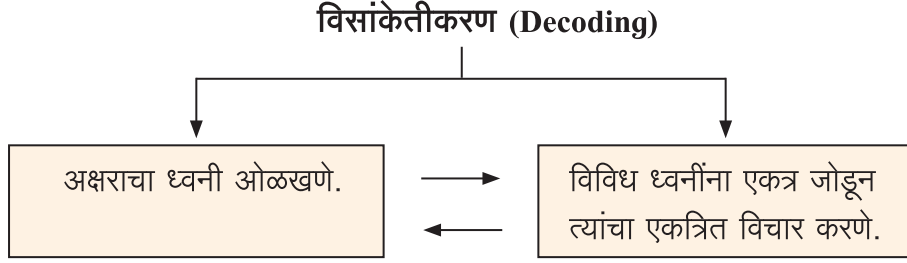 विसांकेतीकरण (Decoding)
अक्षराचा ध्वनी ओळखणे.
विविध ध्वनींना एकत्र जोडून
त्यांचा एकत्रित विचार करणे.